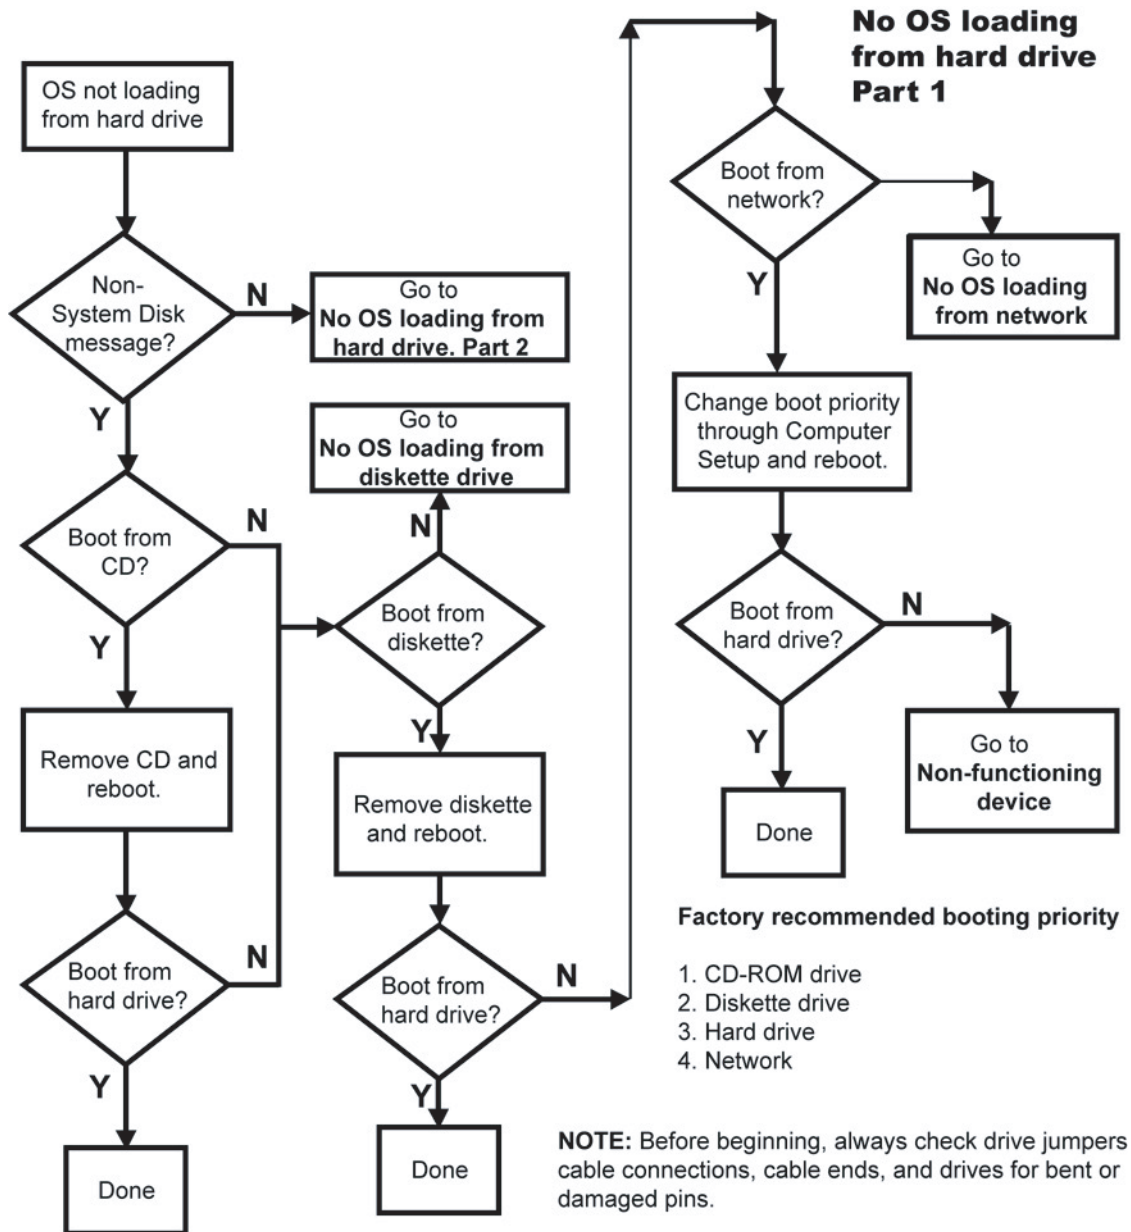 No OS loading
from hard drive
Part 1
OS not loading
from hard drive
Non-
System Disk
message?
N
Go to
No OS loading from
hard drive. Part 2
Y
Boot from
CD?
N
Y
Remove CD and
reboot.
Boot from
hard drive?
N
Y
Done
Go to
No OS loading from
diskette drive
N
Boot from
diskette?
Y
Remove diskette
and reboot.
Boot from
hard drive?
N
Y
Done
Boot from
network?
Go to
No OS loading
from network
Y
Change boot priority
through Computer
Setup and reboot.
Boot from
hard drive?
N
Go to
Non-functioning
device
Y
Done
Factory recommended booting priority
1. CD-ROM drive
2. Diskette drive
3. Hard drive
4. Network
NOTE: Before beginning, always check drive jumpers
cable connections, cable ends, and drives for bent or
damaged pins.